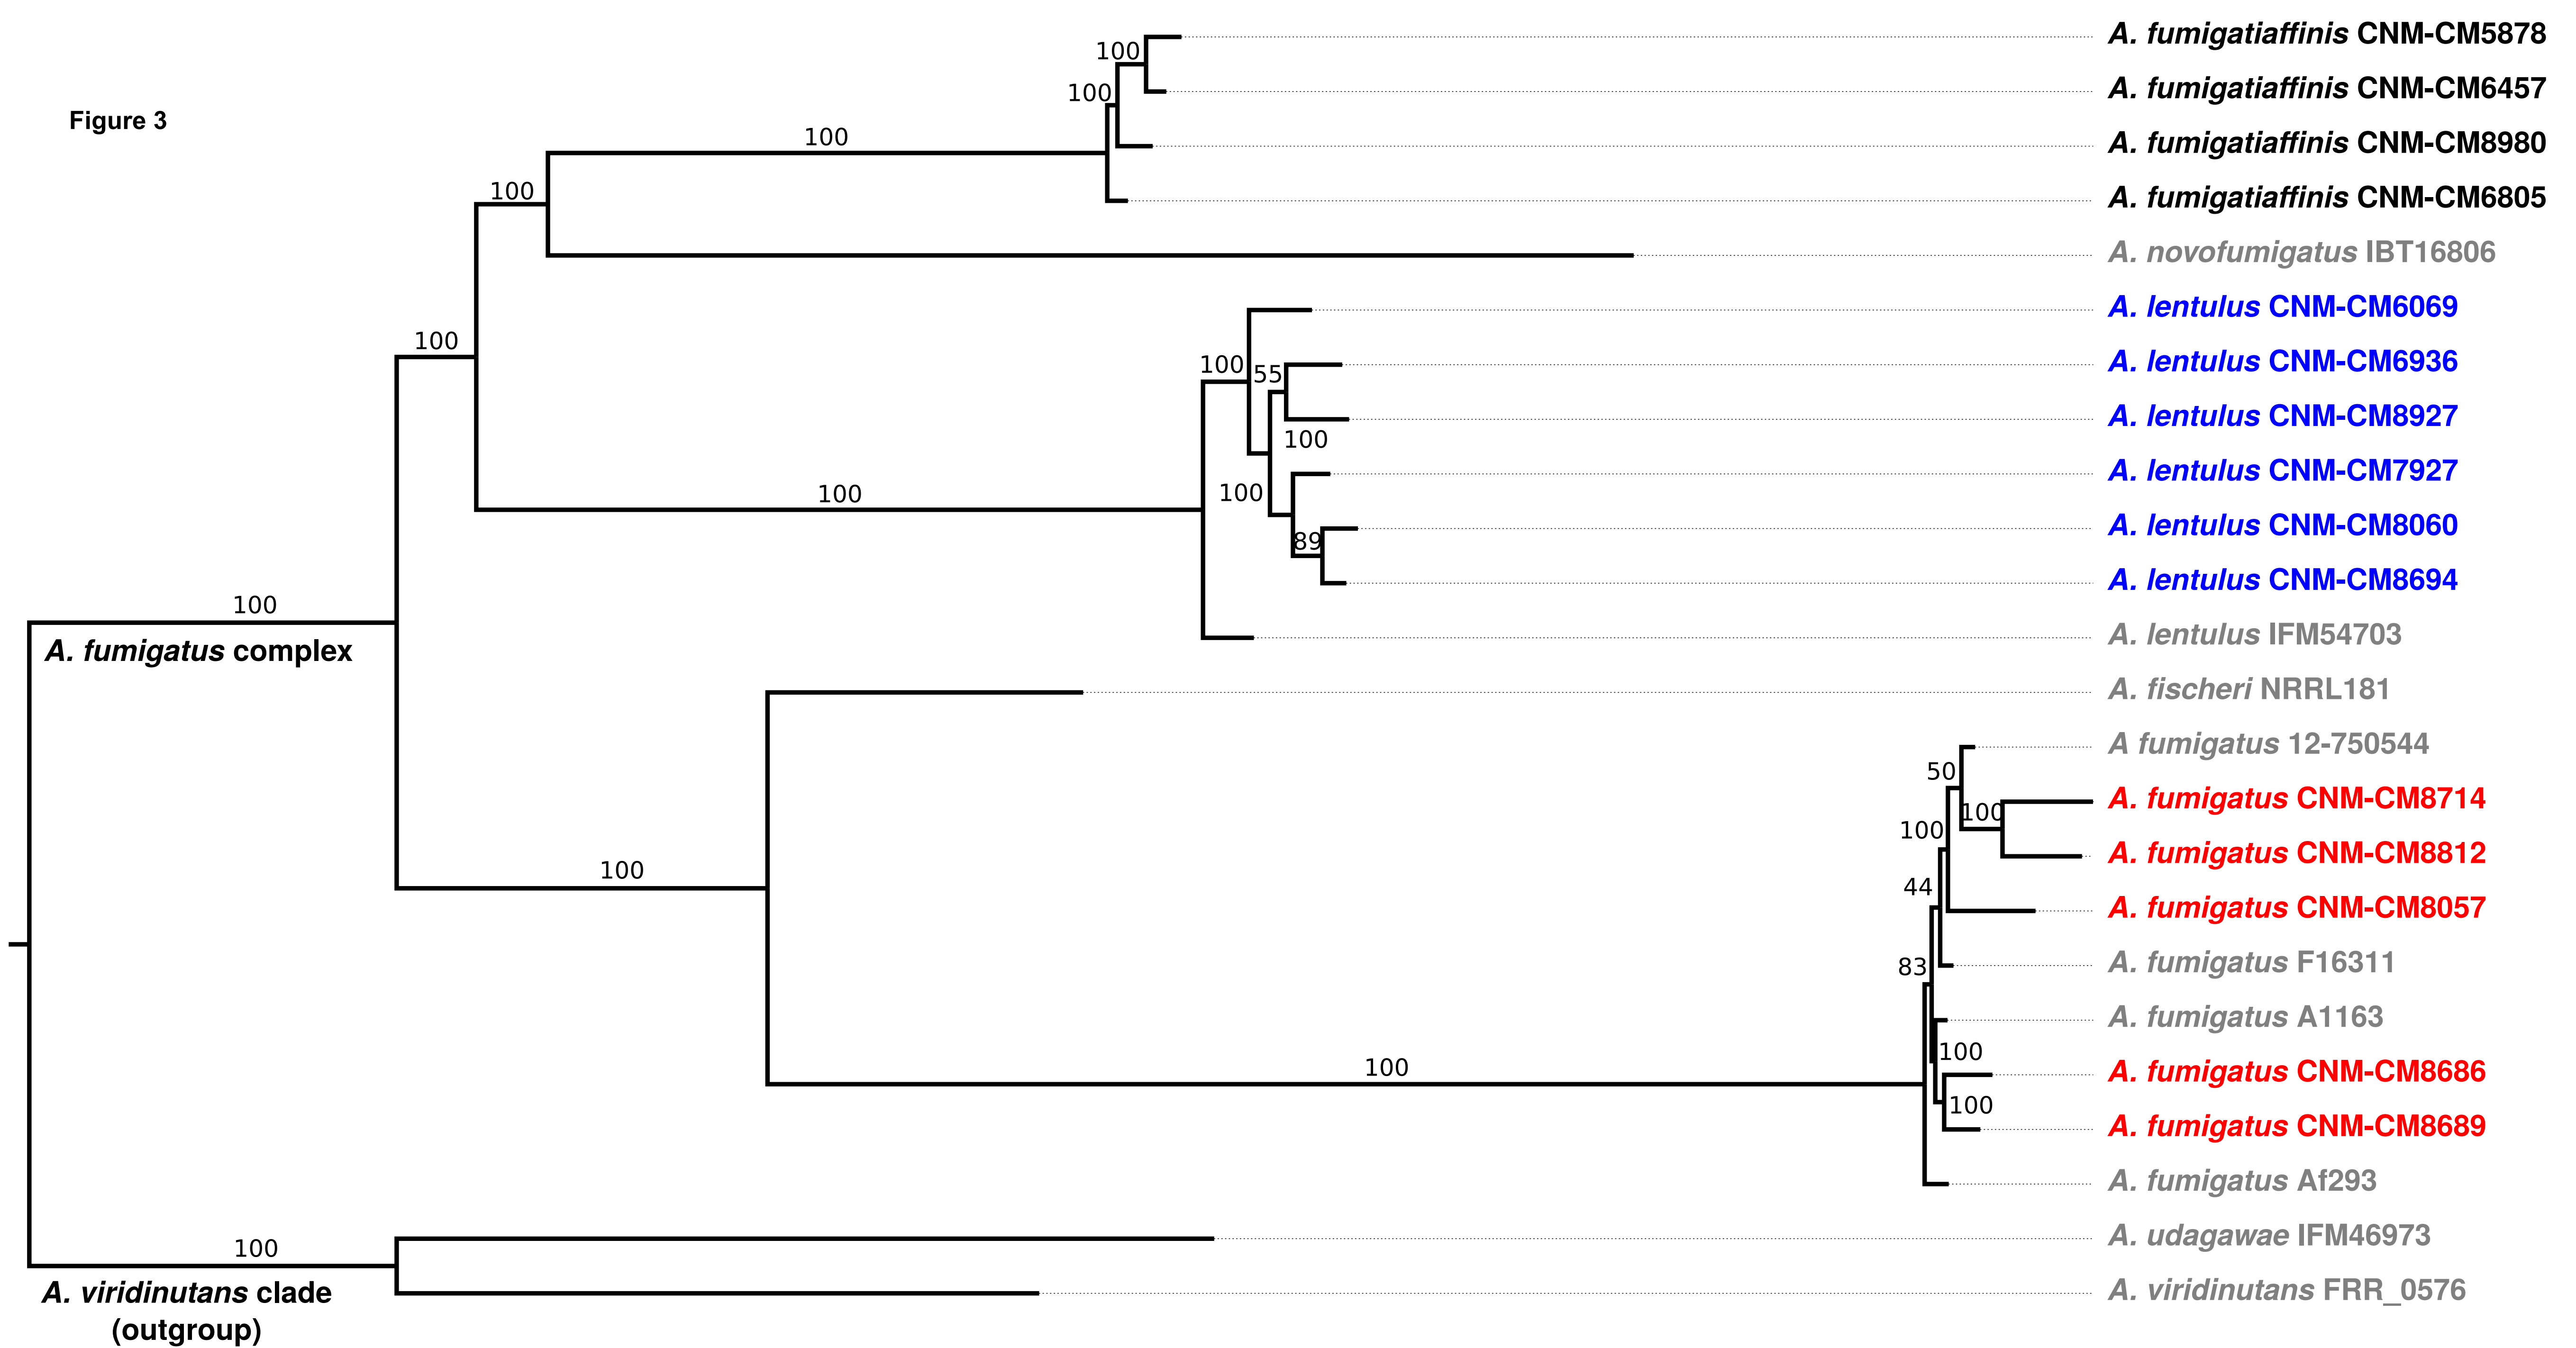 Figure 3
100
A. fumigatiaffinis CNM-CM5878
100
A. fumigatiaffinis CNM-CM6457
100
A. fumigatiaffinis CNM-CM8980
100
A. fumigatiaffinis CNM-CM6805
A. novofumigatus IBT16806
A. lentulus CNM-CM6069
100
100
55
A. lentulus CNM-CM6936
A. lentulus CNM-CM8927
100
A. lentulus CNM-CM7927
100
100
A. lentulus CNM-CM8060
89
A. lentulus CNM-CM8694
100
A. fumigatus complex
A. lentulus IFM54703
A. fischeri NRRL181
A fumigatus 12-750544
50
A. fumigatus CNM-CM8714
100
100
A. fumigatus CNM-CM8812
100
44
A. fumigatus CNM-CM8057
83
A. fumigatus F16311
A. fumigatus A1163
100
100
A. fumigatus CNM-CM8686
100
A. fumigatus CNM-CM8689
A. fumigatus Af293
100
A. udagawae IFM46973
A. viridinutans clade
(outgroup)
A. viridinutans FRR_0576